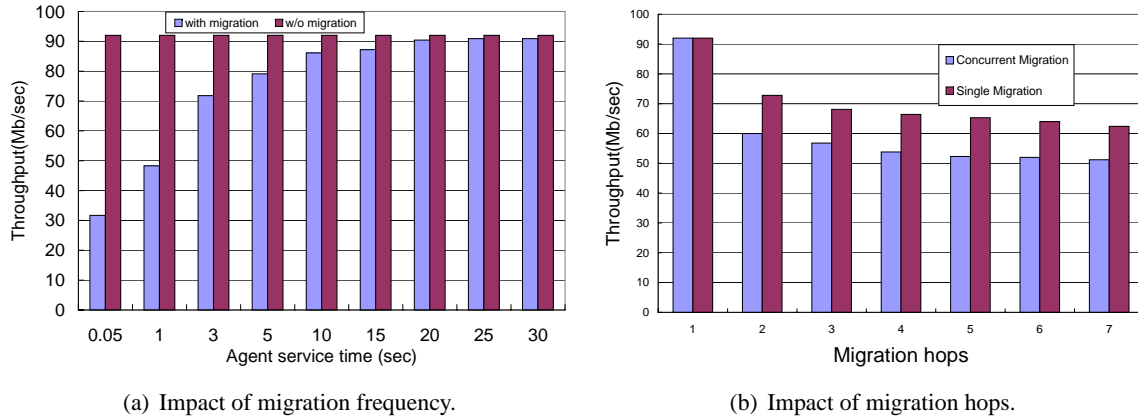 100
90
80
70
60
50
40
30
20
10
0
Throughput(Mb/sec)
with migration
w/o migration
0.05 1 3 5 10 15 20 25 30
Agent service time (sec)
(a) Impact of migration frequency.
100
90
80
70
60
50
40
30
20
10
0
Throughput(Mb/sec)
Concurrent Migration
Single Migration
1 2 3 4 5 6 7
Migration hops
(b) Impact of migration hops.